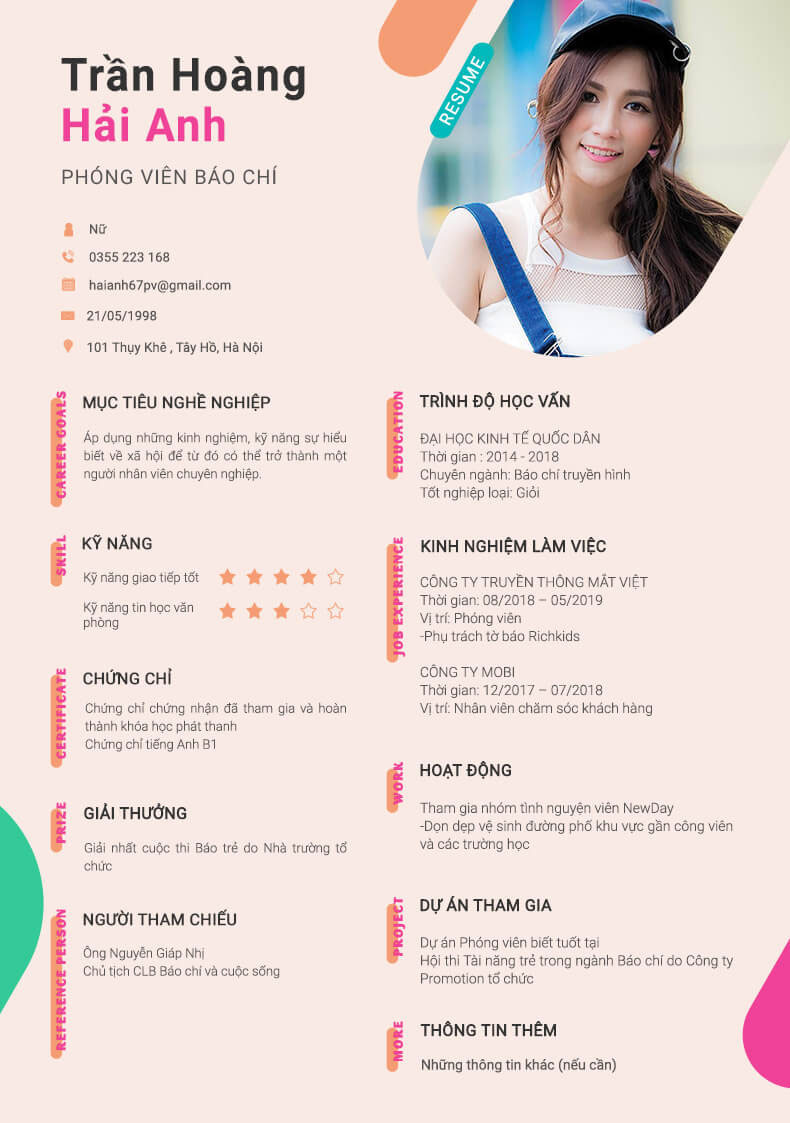 Trần Hoàng
Hải Anh
PHÓNG VIÊN BÁO CHÍ
RESUME
Nữ
0355 223 168
haianh67pv@gmail.com
21/05/1998
101 Thụy Khê , Tây Hồ, Hà Nội
CAREER GOALS
MỤC TIÊU NGHỀ NGHIỆP
Áp dụng những kinh nghiệm, kỹ năng sự hiểu
biết về xã hội để từ đó có thể trở thành một
người nhân viên chuyên nghiệp.
SKILL
KỸ NĂNG
Kỹ năng giao tiếp tốt
Kỹ năng tin học văn
phòng
CERTIFICATE
CHỨNG CHỈ
Chứng chỉ chứng nhận đã tham gia và hoàn
thành khóa học phát thanh
Chứng chỉ tiếng Anh B1
PRIZE
GIẢI THƯỞNG
Giải nhất cuộc thi Báo trẻ do Nhà trường tổ
chức
REFERENCE PERSON
NGƯỜI THAM CHIẾU
Ông Nguyễn Giáp Nhị
Chủ tịch CLB Báo chí và cuộc sống
EDUCATION
TRÌNH ĐỘ HỌC VẤN
ĐẠI HỌC KINH TẾ QUỐC DÂN
Thời gian : 2014 - 2018
Chuyên ngành: Báo chí truyền hình
Tốt nghiệp loại: Giỏi
JOB EXPERIENCE
KINH NGHIỆM LÀM VIỆC
CÔNG TY TRUYỀN THÔNG MẮT VIỆT
Thời gian: 08/2018 – 05/2019
Vị trí: Phóng viên
-Phụ trách tờ báo Richkids
CÔNG TY MOBI
Thời gian: 12/2017 – 07/2018
Vị trí: Nhân viên chăm sóc khách hàng
WORK
HOẠT ĐỘNG
Tham gia nhóm tình nguyện viên NewDay
-Dọn dẹp vệ sinh đường phố khu vực gần công viên
và các trường học
PROJECT
DỰ ÁN THAM GIA
Dự án Phóng viên biết tuốt tại
Hội thi Tài năng trẻ trong ngành Báo chí do Công ty
Promotion tổ chức
MORE
THÔNG TIN THÊM
Những thông tin khác (nếu cần)